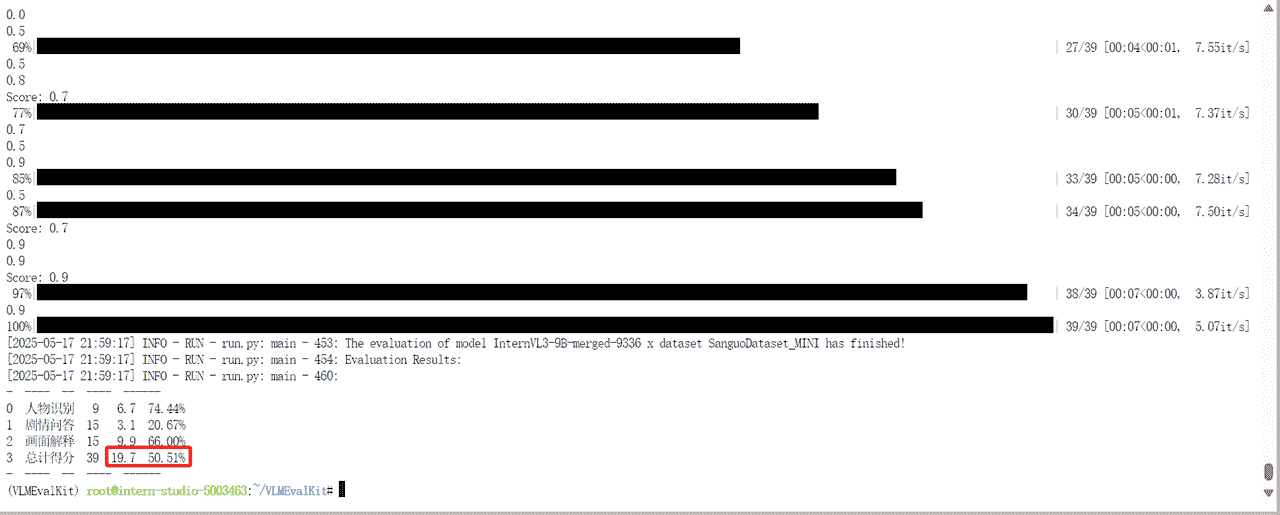 0.0
0.5
69%| | 27/39 [00:04<00:01, 7.55it/s]
0.5
0.8
Score: 0.7
77%| | 30/39 [00:05<00:01, 7.37it/s]
0.7
0.5
0.9
85%| | 33/39 [00:05<00:00, 7.28it/s]
0.5
87%| | 34/39 [00:05<00:00, 7.50it/s]
Score: 0.7
0.9
0.9
Score: 0.9
97%| | 38/39 [00:07<00:00, 3.87it/s]
0.9
100%| | 39/39 [00:07<00:00, 5.07it/s]
[2025-05-17 21:59:17] INFO - RUN - run.py: main - 453: The evaluation of model InternVL3-9B-merged-9336 x dataset SanguoDataset_MINI has finished!
[2025-05-17 21:59:17] INFO - RUN - run.py: main - 454: Evaluation Results:
[2025-05-17 21:59:17] INFO - RUN - run.py: main - 460:
- ---- -- ---- ------
0 人物识别 9 6.7 74.44%
1 剧情问答 15 3.1 20.67%
2 画面解释 15 9.9 66.00%
3 总计得分 39 19.7 50.51%
- ---- -- ---- ------
(VLMEvalKit) root@intern-studio-5003463:~/VLMEvalKit#